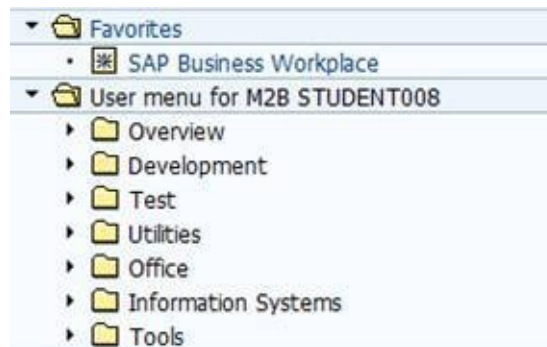 Favorites
SAP Business Workplace
User menu for M2B STUDENT008
Overview
Development
Test
Utilities
Office
Information Systems
Tools